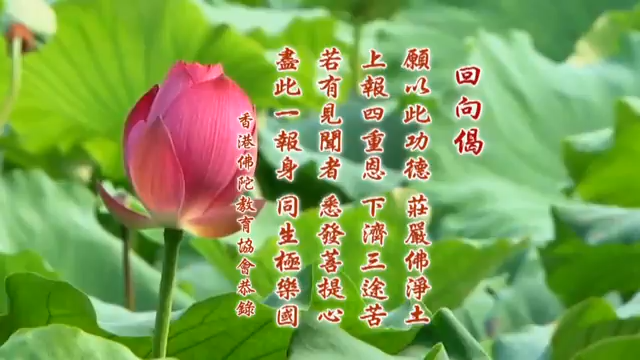 回向偈
願以此功德 莊嚴佛淨土
上報四重恩 下濟三途苦
若有見聞者 悉發菩提心
盡此一報身 同生極樂國
香港佛陀教育協會恭錄